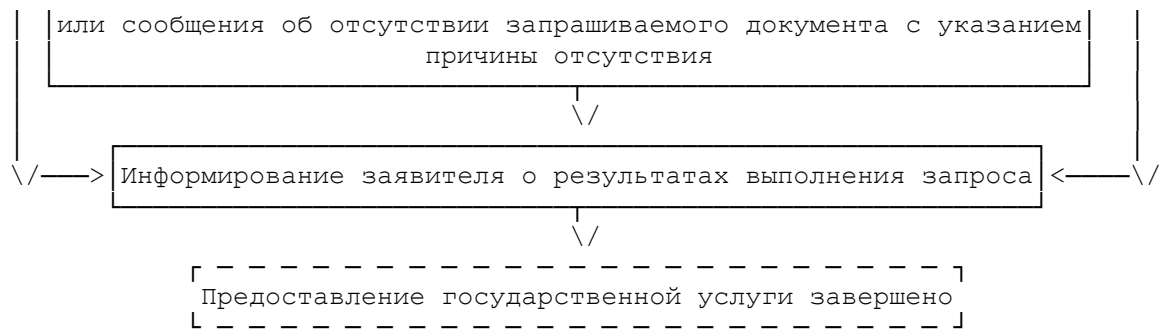 или сообщения об отсутствии запрашиваемого документа с указанием
причины отсутствия
Информирование заявителя о результатах выполнения запроса
Предоставление государственной услуги завершено